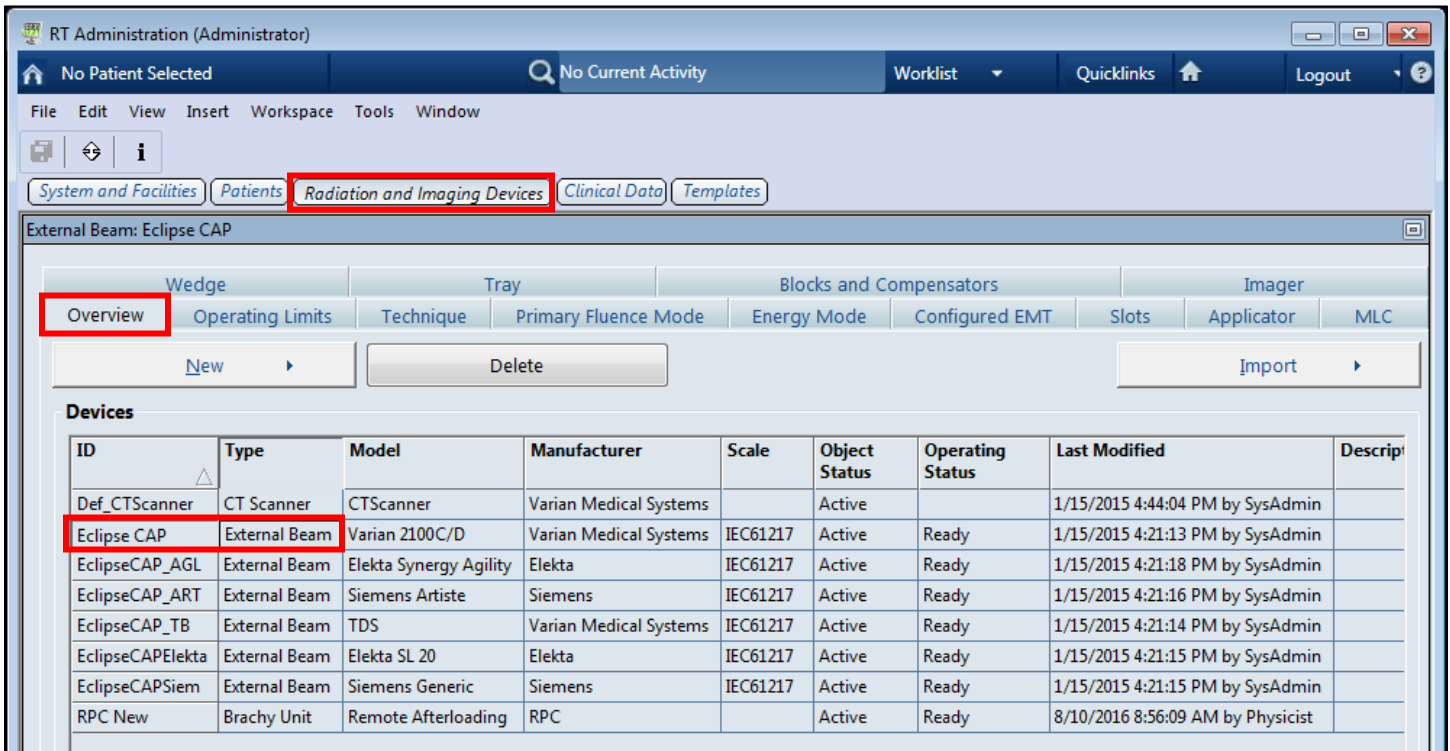 RT Administration (Administrator)
No Patient Selected No Current Activity Worklist Quicklinks Logout ?
File Edit View Insert Workspace Tools Window
i
System and Facilities Patients Radiation and Imaging Devices Clinical Data Templates
External Beam: Eclipse CAP
Wedge Tray Blocks and Compensators Imager
Overview Operating Limits Technique Primary Fluence Mode Energy Mode Configured EMT Slots Applicator MLC
New Delete Import
Devices
ID Type Model Manufacturer Scale Object Status Operating Status Last Modified Descript
Def_CTScanner CT Scanner CTScanner Varian Medical Systems Active 1/15/2015 4:44:04 PM by SysAdmin
Eclipse CAP External Beam Varian 2100C/D Varian Medical Systems IEC61217 Active Ready 1/15/2015 4:21:13 PM by SysAdmin
EclipseCAP_AGL External Beam Elekta Synergy Agility Elekta IEC61217 Active Ready 1/15/2015 4:21:18 PM by SysAdmin
EclipseCAP_ART External Beam Siemens Artiste Siemens IEC61217 Active Ready 1/15/2015 4:21:16 PM by SysAdmin
EclipseCAP_TB External Beam TDS Varian Medical Systems IEC61217 Active Ready 1/15/2015 4:21:14 PM by SysAdmin
EclipseCAPElekta External Beam Elekta SL 20 Elekta IEC61217 Active Ready 1/15/2015 4:21:15 PM by SysAdmin
EclipseCAPSiem External Beam Siemens Generic Siemens IEC61217 Active Ready 1/15/2015 4:21:15 PM by SysAdmin
RPC New Brachy Unit Remote Afterloading RPC Active Ready 8/10/2016 8:56:09 AM by Physicist